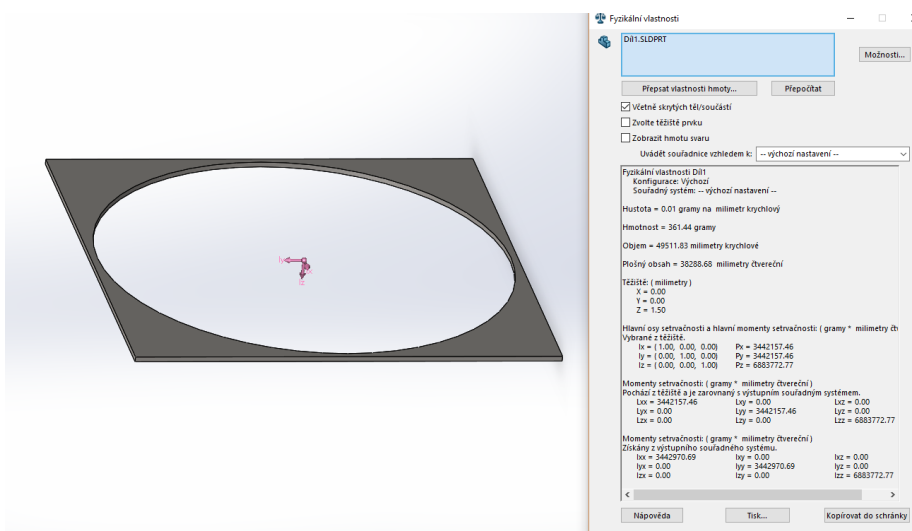 Fyzikální vlastnosti
Díl1.SLDPRT
Možnosti...
Přepsat vlastnosti hmoty...
Přepočítat
Včetně skrytých těl/součástí
Zvolte těžiště prvku
Zobrazit hmotu svaru
Uvádět souřadnice vzhledem k: -- výchozí nastavení --
Fyzikální vlastnosti Díl1
Konfigurace: Výchozí
Souřadný systém: -- výchozí nastavení --
Hustota = 0.01 gramy na milimetr krychlový
Hmotnost = 361.44 gramy
Objem = 49511.83 milimetry krychlové
Plošný obsah = 38288.68 milimetry čtvereční
Těžiště: ( milimetry )
X = 0.00
Y = 0.00
Z = 1.50
Hlavní osy setrvačnosti a hlavní momenty setrvačnosti: ( gramy * milimetry čtv
Vybrané z těžiště.
Ix = ( 1.00, 0.00, 0.00) Px = 3442157.46
Iy = ( 0.00, 1.00, 0.00) Py = 3442157.46
Iz = ( 0.00, 0.00, 1.00) Pz = 6883772.77
Momenty setrvačnosti: ( gramy * milimetry čtvereční )
Pochází z těžiště a je zarovnaný s výstupním souřadným systémem.
Lxx = 3442157.46 Lxy = 0.00 Lxz = 0.00
Lyx = 0.00 Lyy = 3442157.46 Lyz = 0.00
Lzx = 0.00 Lzy = 0.00 Lzz = 6883772.77
Momenty setrvačnosti: ( gramy * milimetry čtvereční )
Získány z výstupního souřadného systému.
Ixx = 3442970.69 Ixy = 0.00 Ixz = 0.00
Iyx = 0.00 Iyy = 3442970.69 Iyz = 0.00
Izx = 0.00 Izy = 0.00 Izz = 6883772.77
Nápověda
Tisk...
Kopírovat do schránky
Iy
Iz